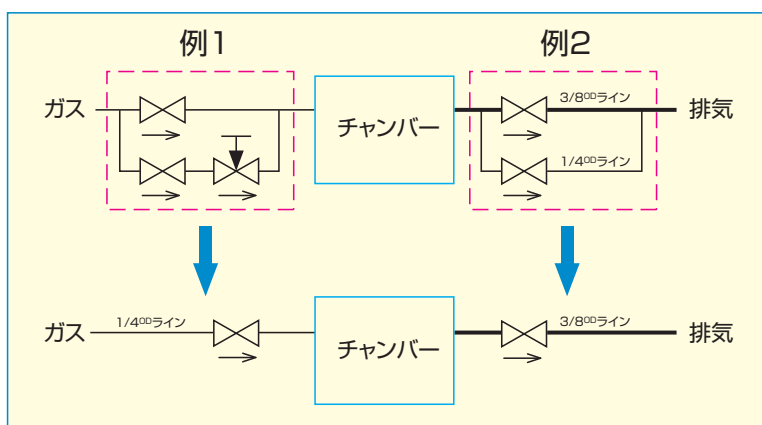 例1
例2
ガス
チャンバー
3/8ODライン
排気
1/4ODライン
ガス
1/4ODライン
チャンバー
3/8ODライン
排気